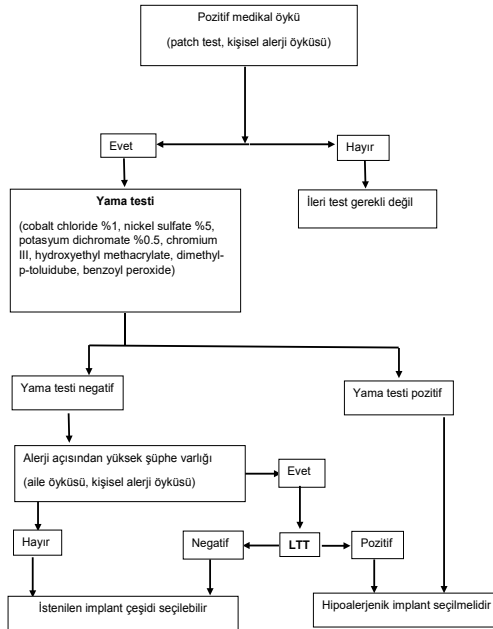 Pozitif medikal öykü
(patch test, kişisel alerji öyküsü)
Evet
Hayır
Yama testi
(cobalt chloride %1, nickel sulfate %5,
potasyum dichromate %0.5, chromium
III, hydroxyethyl methacrylate, dimethyl-
p-toluidube, benzoyl peroxide)
İleri test gerekli değil
Yama testi negatif
Yama testi pozitif
Alerji açısından yüksek şüphe varlığı
(aile öyküsü, kişisel alerji öyküsü)
Evet
Hayır
Negatif
LTT
Pozitif
İstenilen implant çeşidi seçilebilir
Hipoalerjenik implant seçilmelidir